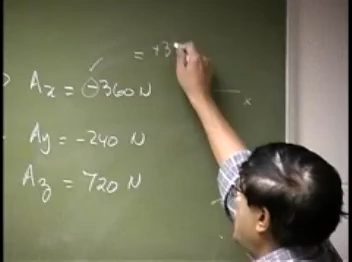 = +3
Ax = -360 N
x
Ay = -240 N
Az = 720 N